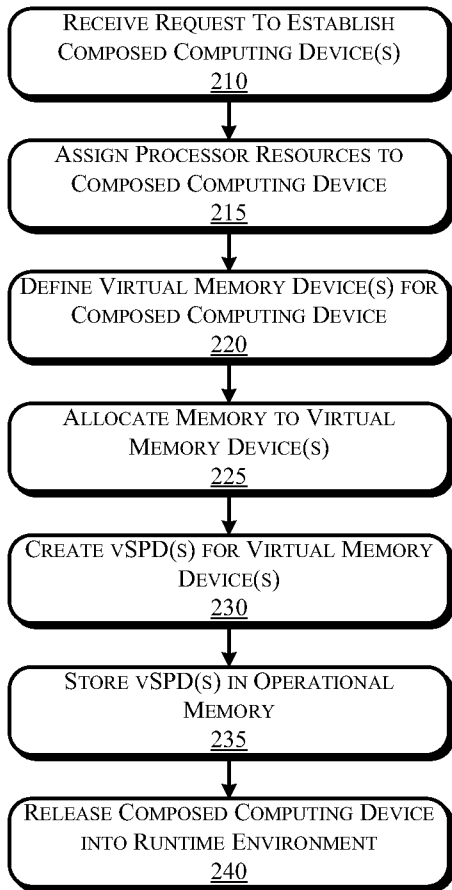 RECEIVE REQUEST TO ESTABLISH
COMPOSED COMPUTING DEVICE(S)
210
ASSIGN PROCESSOR RESOURCES TO
COMPOSED COMPUTING DEVICE
215
DEFINE VIRTUAL MEMORY DEVICE(S) FOR
COMPOSED COMPUTING DEVICE
220
ALLOCATE MEMORY TO VIRTUAL
MEMORY DEVICE(S)
225
CREATE VSPD(S) FOR VIRTUAL MEMORY
DEVICE(S)
230
STORE VSPD(S) IN OPERATIONAL
MEMORY
235
RELEASE COMPOSED COMPUTING DEVICE
INTO RUNTIME ENVIRONMENT
240